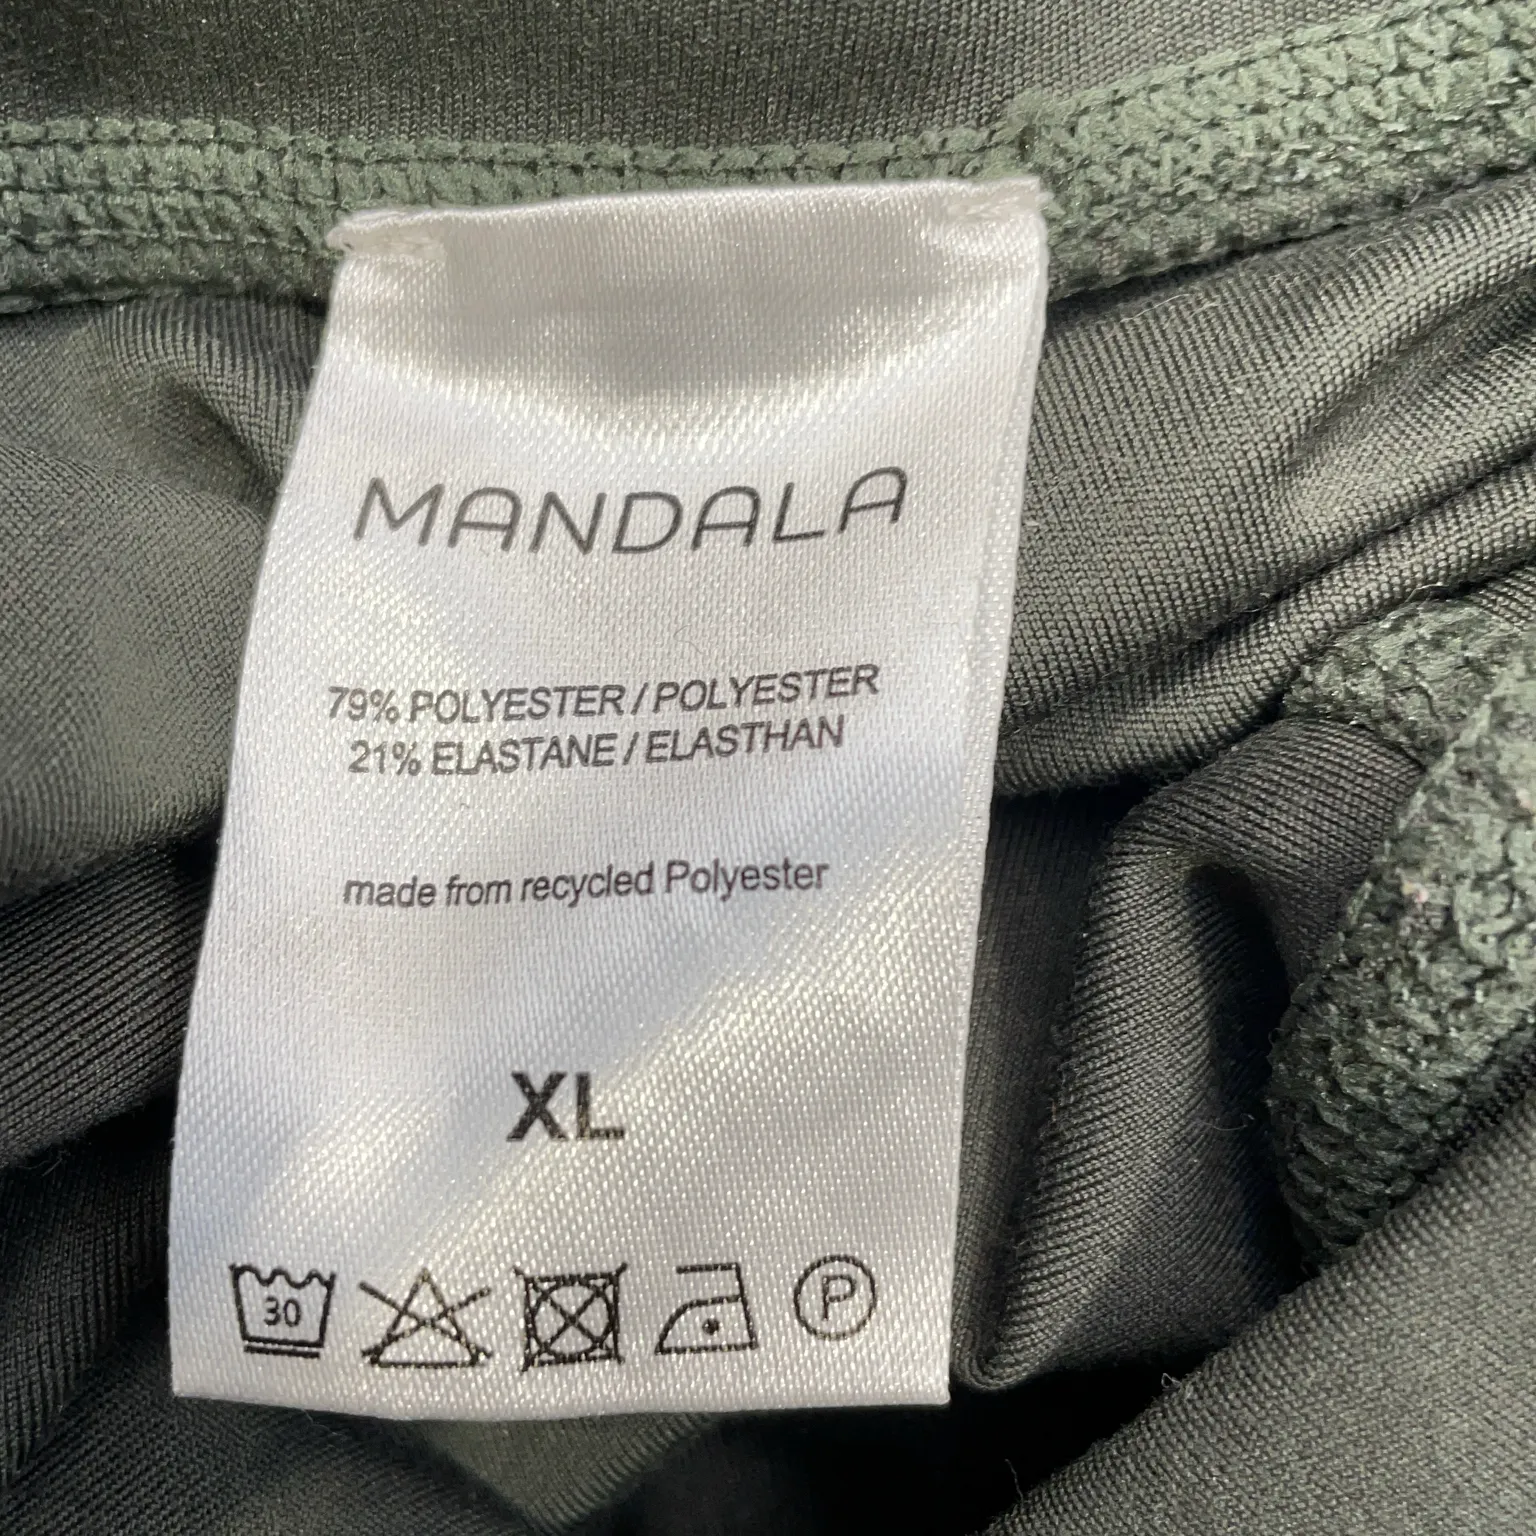 MANDALA
79% POLYESTER / POLYESTER
21% ELASTANE / ELASTHAN
made from recycled Polyester
XL
30
P